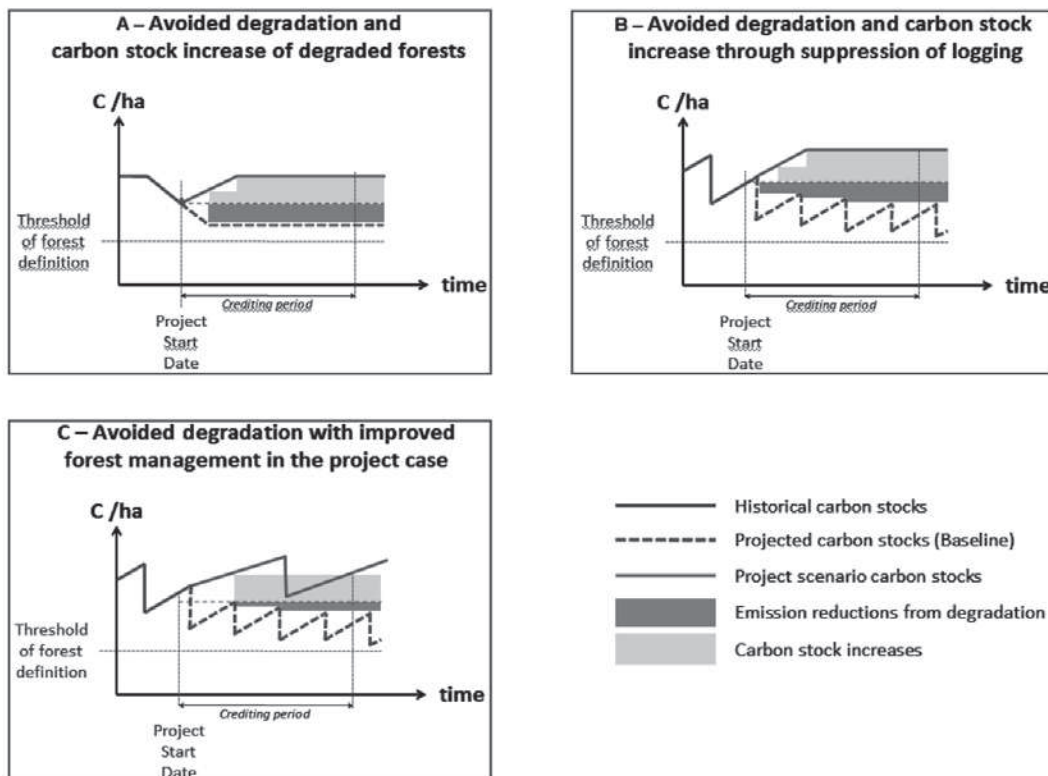 A – Avoided degradation and
carbon stock increase of degraded forests
C /ha
Threshold
of forest
definition
time
Crediting period
Project
Start
Date
B – Avoided degradation and carbon stock
increase through suppression of logging
C /ha
Threshold
of forest
definition
time
Crediting period
Project
Start
Date
C – Avoided degradation with improved
forest management in the project case
C /ha
Threshold
of forest
definition
time
Crediting period
Project
Start
Date
Historical carbon stocks
Projected carbon stocks (Baseline)
Project scenario carbon stocks
Emission reductions from degradation
Carbon stock increases